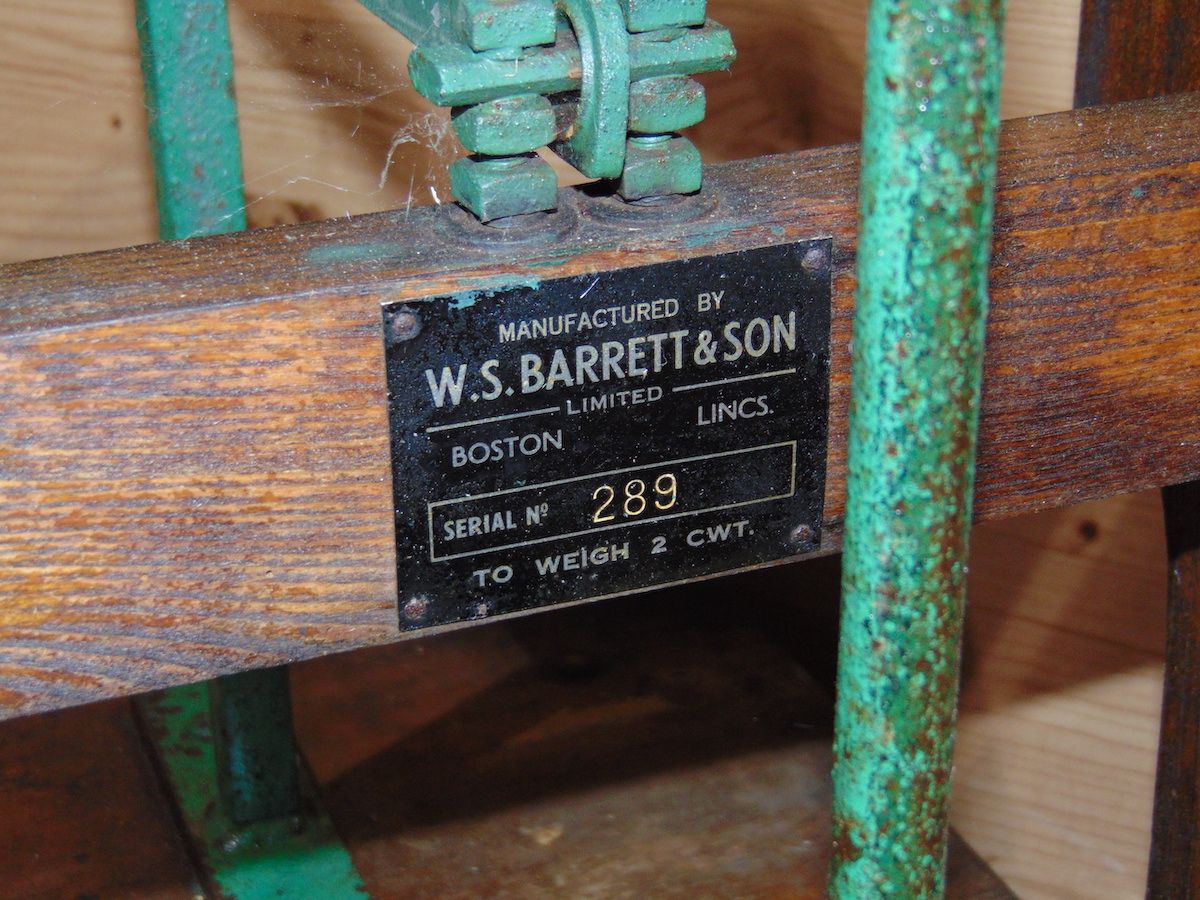 MANUFACTURED BY
W.S. BARRETT & SON
LIMITED
BOSTON LINCS.
SERIAL Nº 289
TO WEIGH 2 CWT.